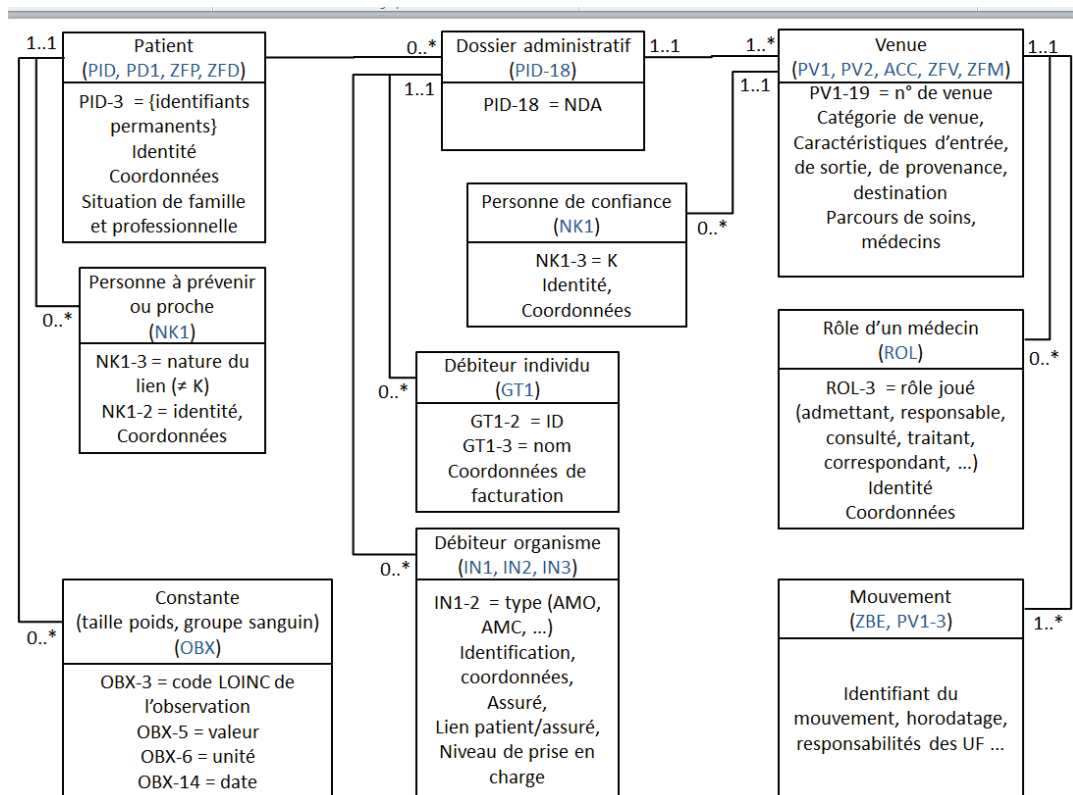 1..1
Patient
(PID, PD1, ZFP, ZFD)
PID-3 = {identifiants
permanents}
Identité
Coordonnées
Situation de famille
et professionnelle
0..*
Dossier administratif
(PID-18)
PID-18 = NDA
1..1
1..1
1..*
Venue
(PV1, PV2, ACC, ZFV, ZFM)
PV1-19 = n° de venue
Catégorie de venue,
Caractéristiques d'entrée,
de sortie, de provenance,
destination
Parcours de soins,
médecins
1..1
1..1
Personne de confiance
(NK1)
NK1-3 = K
Identité,
Coordonnées
0..*
Personne à prévenir
ou proche
(NK1)
NK1-3 = nature du
lien (≠ K)
NK1-2 = identité,
Coordonnées
0..*
Débiteur individu
(GT1)
GT1-2 = ID
GT1-3 = nom
Coordonnées de
facturation
0..*
Rôle d'un médecin
(ROL)
ROL-3 = rôle joué
(admettant, responsable,
consulté, traitant,
correspondant, ...)
Identité
Coordonnées
0..*
Débiteur organisme
(IN1, IN2, IN3)
IN1-2 = type (AMO,
AMC, ...)
Identification,
coordonnées,
Assuré,
Lien patient/assuré,
Niveau de prise en
charge
0..*
Constante
(taille poids, groupe sanguin)
(OBX)
OBX-3 = code LOINC de
l'observation
OBX-5 = valeur
OBX-6 = unité
OBX-14 = date
0..*
Mouvement
(ZBE, PV1-3)
Identifiant du
mouvement, horodatage,
responsabilités des UF ...
1..*